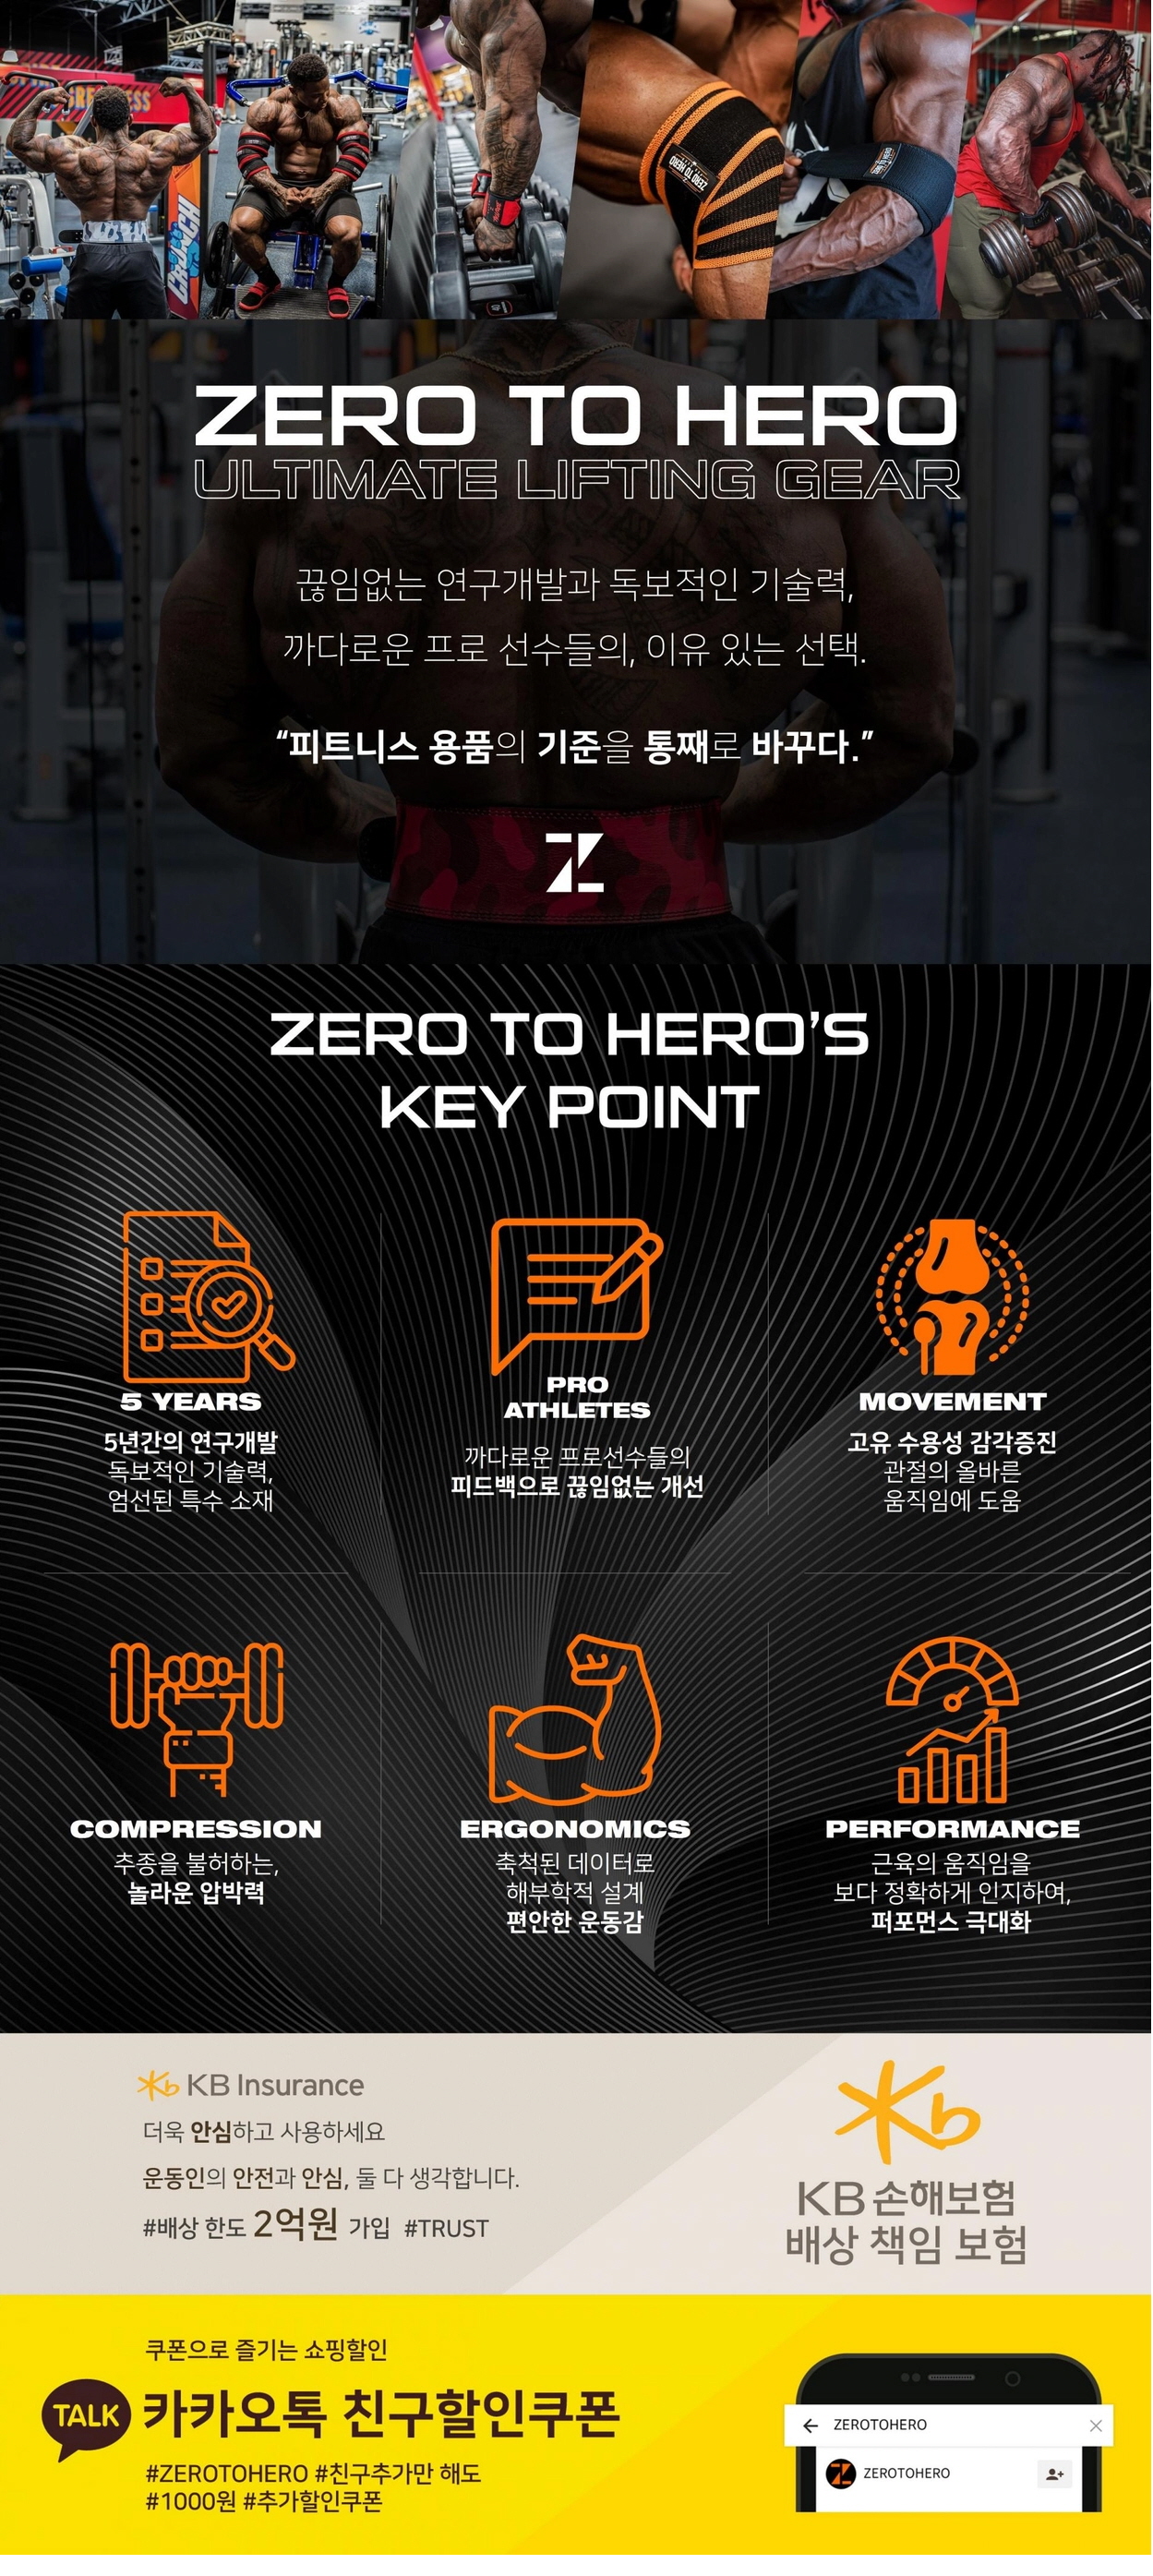 CRUNCHI
ZERO TO HERO
ZERO TO HERO
ZERO TO HERO
ULTIMATE LIFTING GEAR
끊임없는 연구개발과 독보적인 기술력,
까다로운 프로 선수들의, 이유 있는 선택.
“피트니스 용품의 기준을 통째로 바꾸다.”
ZERO TO HERO’S
KEY POINT
5 YEARS
5년간의 연구개발
독보적인 기술력,
엄선된 특수 소재
PRO
ATHLETES
까다로운 프로선수들의
피드백으로 끊임없는 개선
MOVEMENT
고유 수용성 감각증진
관절의 올바른
움직임에 도움
COMPRESSION
추종을 불허하는,
놀라운 압박력
ERGONOMICS
축척된 데이터로
해부학적 설계
편안한 운동감
PERFORMANCE
근육의 움직임을
보다 정확하게 인지하여,
퍼포먼스 극대화
Kb KB Insurance
더욱 안심하고 사용하세요
운동인의 안전과 안심, 둘 다 생각합니다.
#배상 한도 2억원 가입 #TRUST
Kb
KB 손해보험
배상 책임 보험
쿠폰으로 즐기는 쇼핑할인
TALK 카카오톡 친구할인쿠폰
#ZEROTOHERO #친구추가만 해도
#1000원 #추가할인쿠폰
ZEROTOHERO
ZEROTOHERO